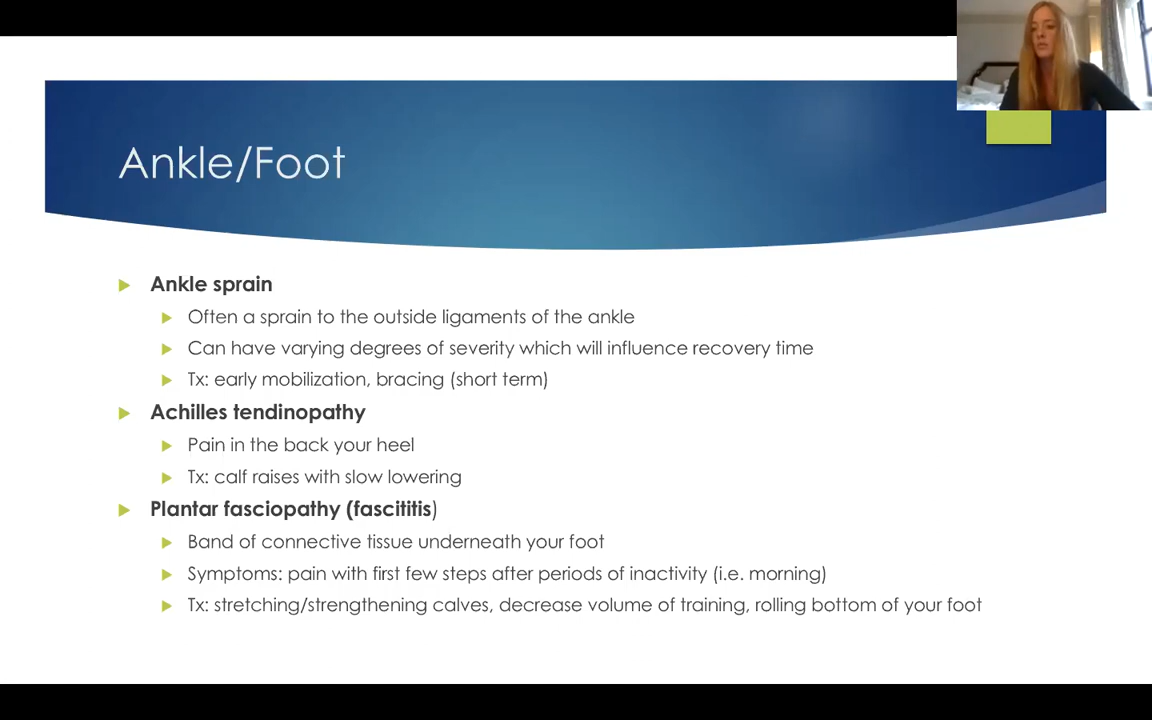 Ankle/Foot
Ankle sprain
Often a sprain to the outside ligaments of the ankle
Can have varying degrees of severity which will influence recovery time
Tx: early mobilization, bracing (short term)
Achilles tendinopathy
Pain in the back your heel
Tx: calf raises with slow lowering
Plantar fasciopathy (fascititis)
Band of connective tissue underneath your foot
Symptoms: pain with first few steps after periods of inactivity (i.e. morning)
Tx: stretching/strengthening calves, decrease volume of training, rolling bottom of your foot